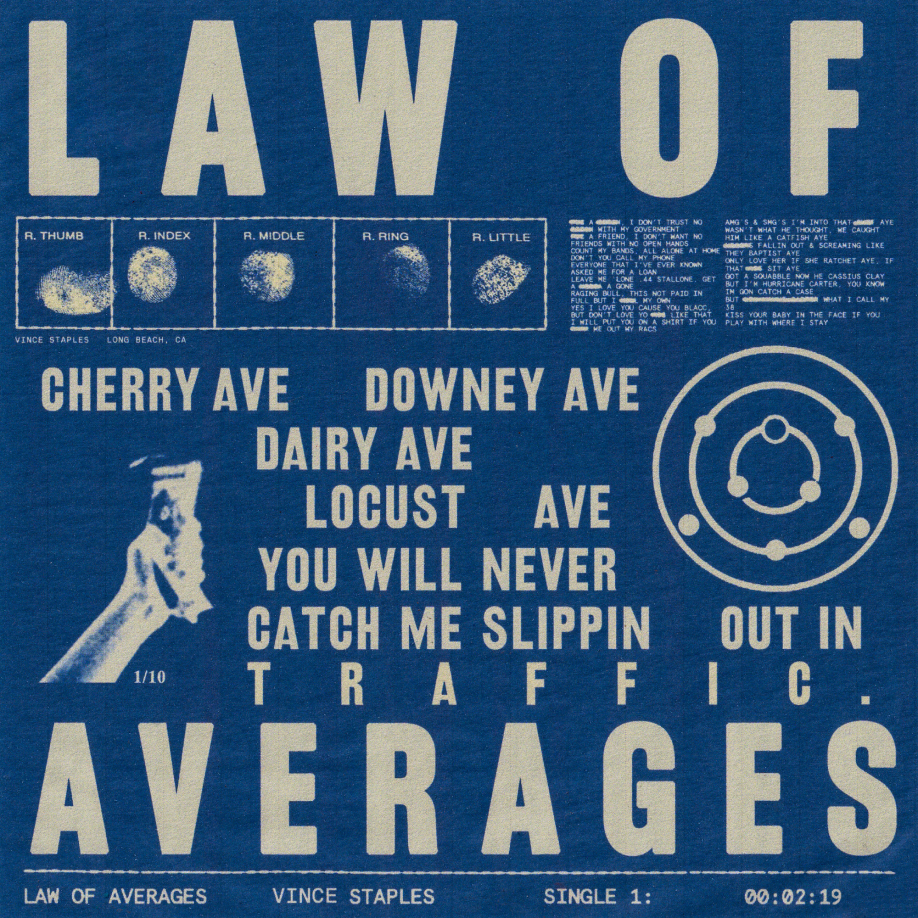 LAW OF
R. THUMB R. INDEX R. MIDDLE R. RING R. LITTLE
VINCE STAPLES LONG BEACH, CA
A , I DON'T TRUST NO
WITH MY GOVERNMENT
A FRIEND, I DON'T WANT NO
FRIENDS WITH NO OPEN HANDS
COUNT MY BANDS, ALL ALONE AT HOME
DON'T YOU CALL MY PHONE
EVERYONE THAT I'VE EVER KNOWN
ASKED ME FOR A LOAN
LEAVE ME 'LONE .44 STALLONE. GET
A A GONE
RAGING BULL, THIS NOT PAID IN
FULL BUT I MY OWN
YES I LOVE YOU CAUSE YOU BLACC
BUT DON'T LOVE YO LIKE THAT
I WILL PUT YOU ON A SHIRT IF YOU
ME OUT MY RACS
AMG'S & SMG'S I'M INTO THAT AYE
WASN'T WHAT HE THOUGHT, WE CAUGHT
HIM LIKE A CATFISH AYE
FALLIN OUT & SCREAMING LIKE
THEY BAPTIST AYE
ONLY LOVE HER IF SHE RATCHET AYE, IF
THAT SIT AYE
GOT A SQUABBLE NOW HE CASSIUS CLAY
BUT I'M HURRICANE CARTER, YOU KNOW
IM GON CATCH A CASE
BUT WHAT I CALL MY
38
KISS YOUR BABY IN THE FACE IF YOU
PLAY WITH WHERE I STAY
CHERRY AVE DOWNEY AVE
DAIRY AVE
LOCUST AVE
YOU WILL NEVER
CATCH ME SLIPPIN OUT IN
TRAFFIC.
1/10
AVERAGES
LAW OF AVERAGES VINCE STAPLES SINGLE 1: 00:02:19